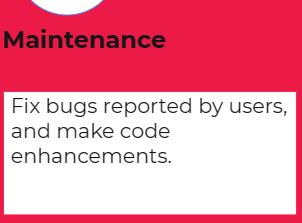 Maintenance
Fix bugs reported by users,
and make code
enhancements.